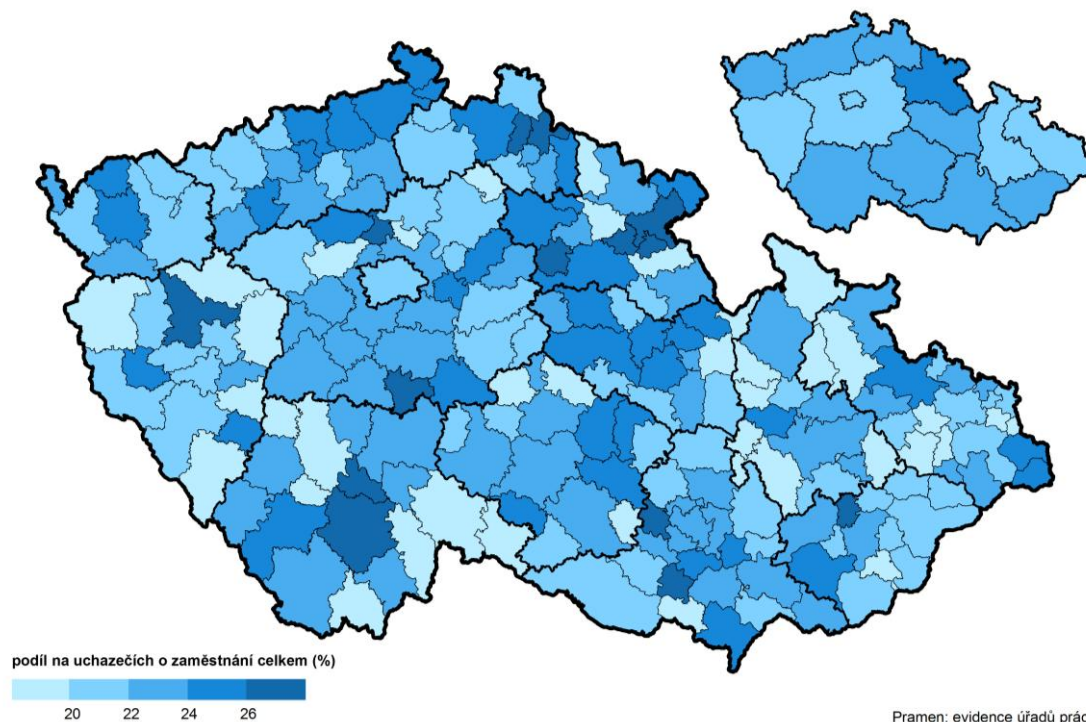 podíl na uchazečích o zaměstnání celkem (%)
20 22 24 26
Pramen: evidence úřadů prác